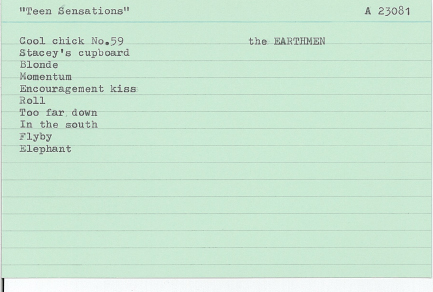 "Teen Sensations" A 23081
Cool chick No.59 the EARTHMEN
Stacey's cupboard
Blonde
Momentum
Encouragement kiss
Roll
Too far down
In the south
Flyby
Elephant